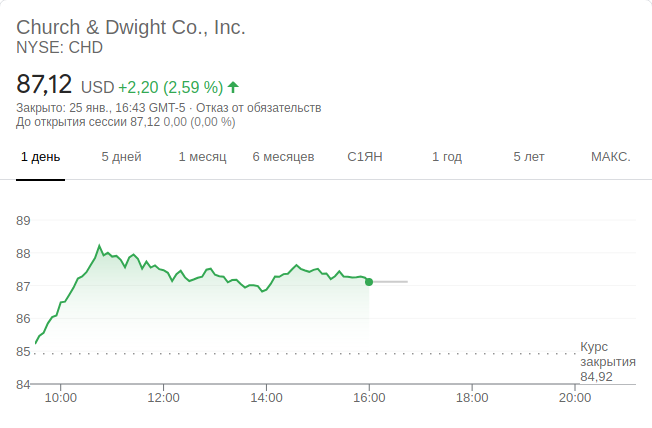 Church & Dwight Co., Inc.
NYSE: CHD
87,12 USD +2,20 (2,59 %)
Закрыто: 25 янв., 16:43 GMT-5 · Отказ от обязательств
До открытия сессии 87,12 0,00 (0,00 %)
1 день 5 дней 1 месяц 6 месяцев С1ЯН 1 год 5 лет МАКС.
89
88
87
86
85
84
Курс
закрытия
84,92
10:00 12:00 14:00 16:00 18:00 20:00